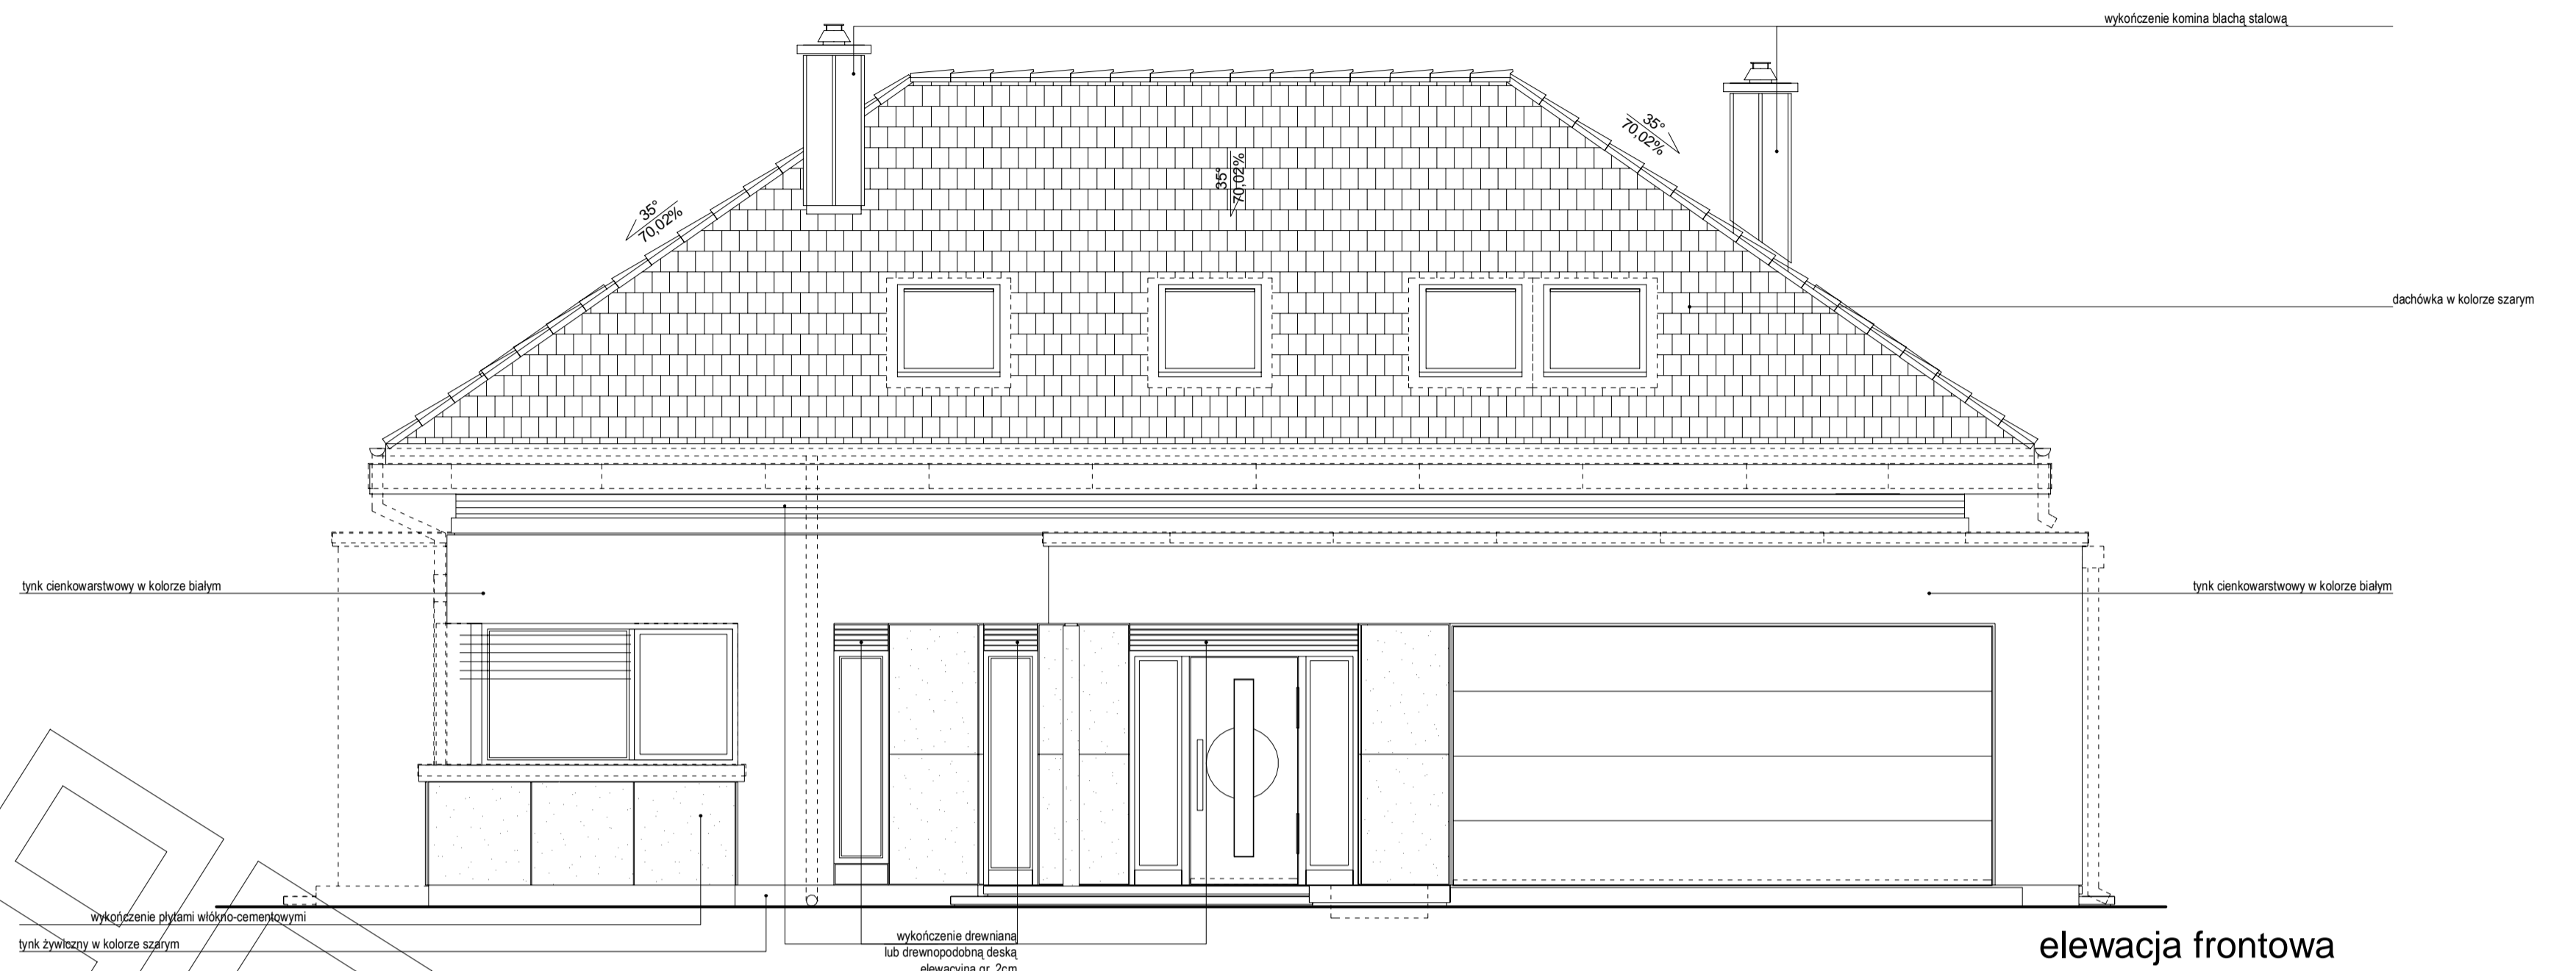 wykończenie komina blachą stalową
35°
70,02%
35°
70,02%
35°
70,02%
dachówka w kolorze szarym
tynk cienkowarstwowy w kolorze białym
tynk cienkowarstwowy w kolorze białym
wykończenie płytami włókno-cementowymi
tynk żywiczny w kolorze szarym
wykończenie drewnianą
lub drewnopodobną deską
elewacyjną gr. 2cm
elewacja frontowa